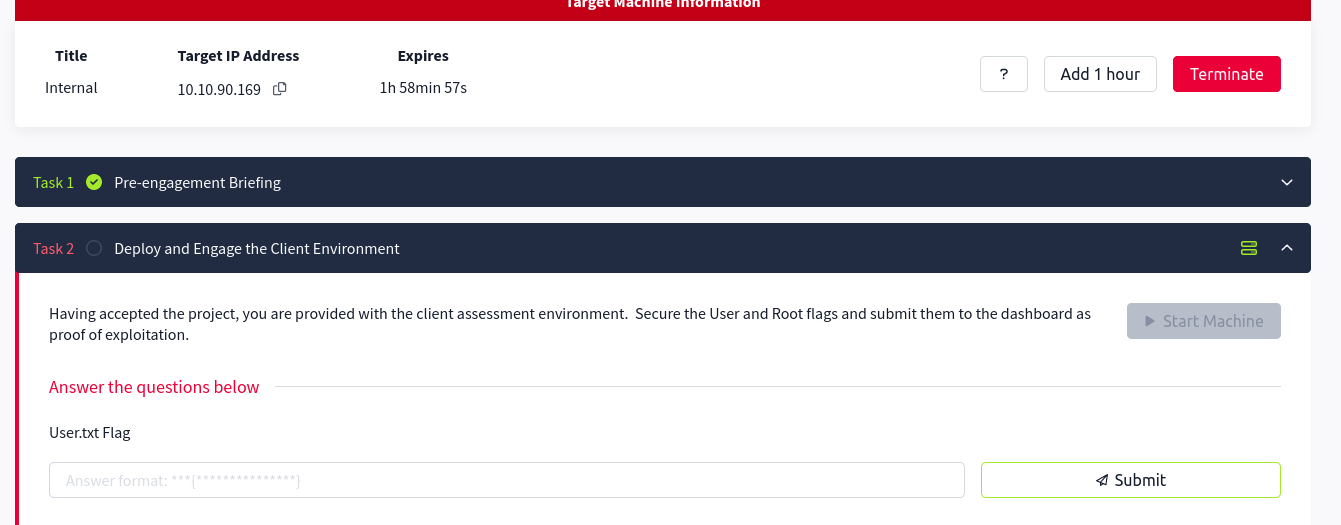 Target Machine Information
Title
Target IP Address
Expires
Internal
10.10.90.169
1h 58min 57s
?
Add 1 hour
Terminate
Task 1
Pre-engagement Briefing
Task 2
Deploy and Engage the Client Environment
Having accepted the project, you are provided with the client assessment environment.  Secure the User and Root flags and submit them to the dashboard as
proof of exploitation.
Start Machine
Answer the questions below
User.txt Flag
Answer format: ***{***************}
Submit